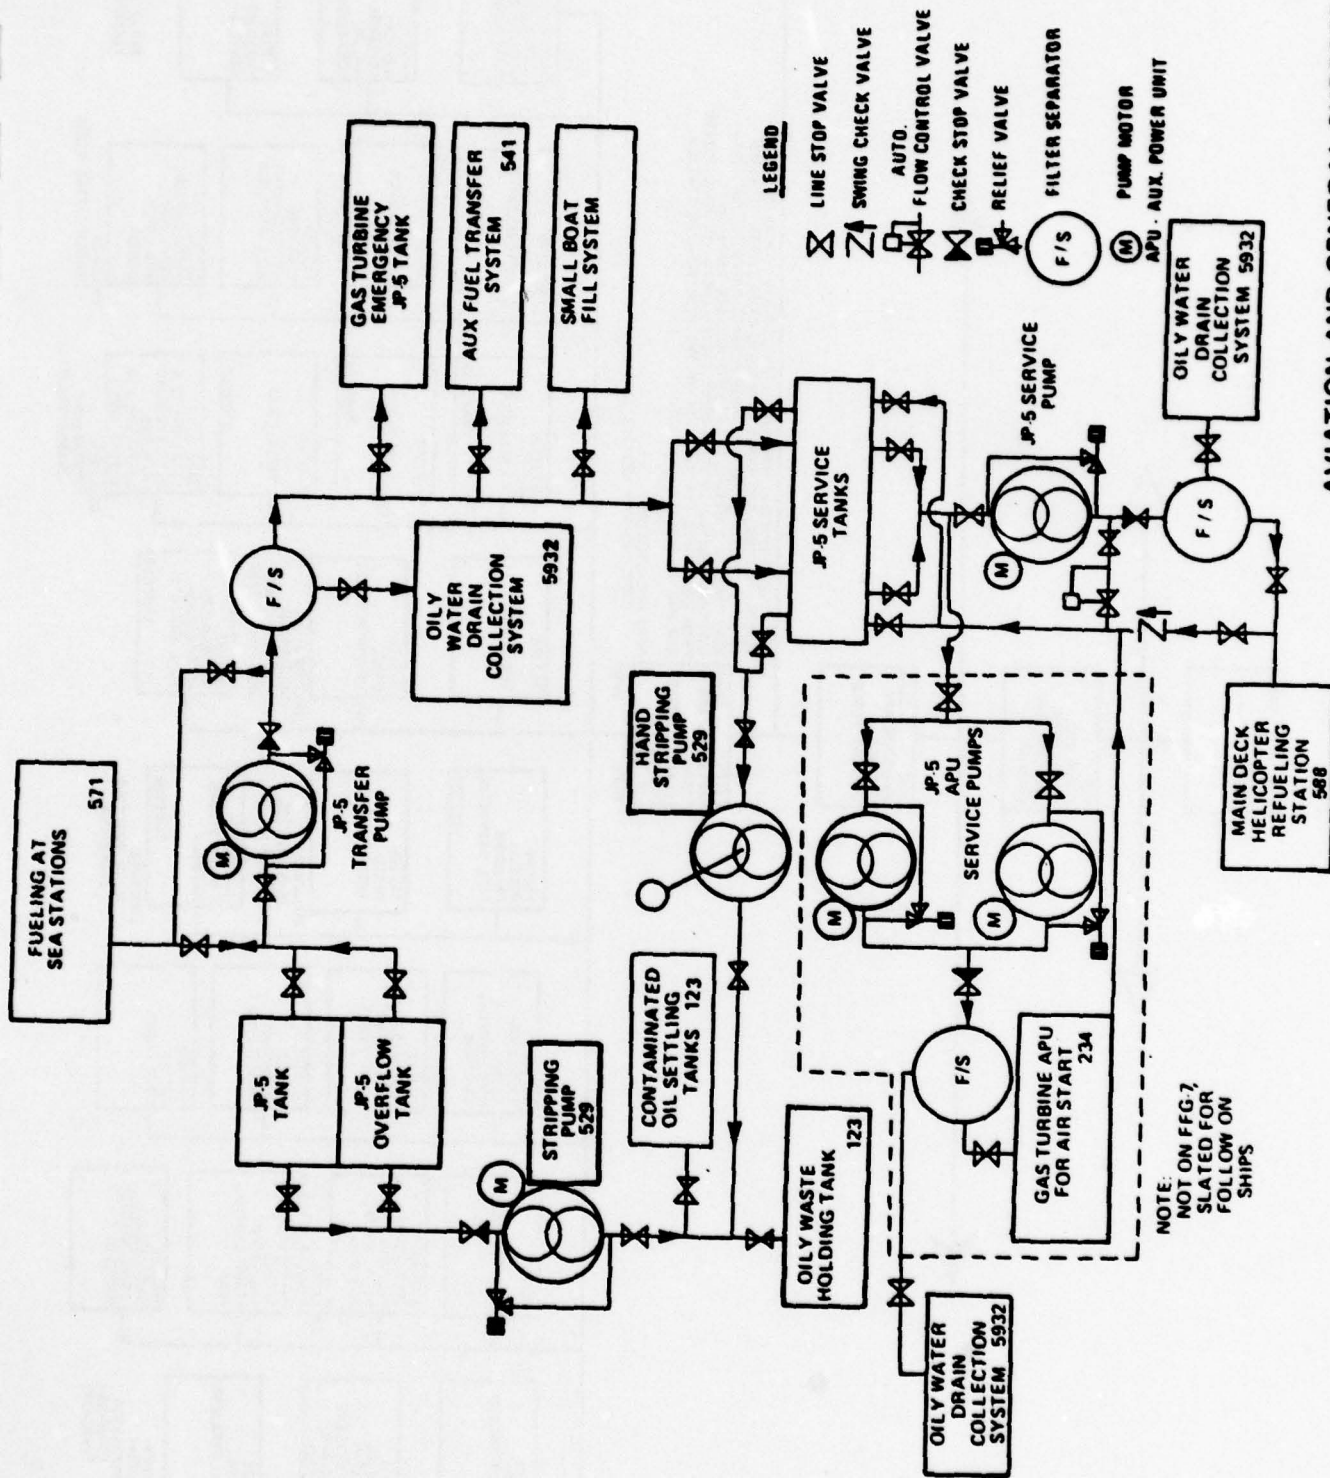 FUELING AT
SEA STATIONS
571
JP-5
TANK
JP-5
OVERFLOW
TANK
M
JP-5
TRANSFER
PUMP
F/S
OILY
WATER
DRAIN
COLLECTION
SYSTEM
5932
GAS TURBINE
EMERGENCY
JP-5 TANK
AUX FUEL TRANSFER
SYSTEM
541
SMALL BOAT
FILL SYSTEM
M
STRIPPING
PUMP
529
CONTAMINATED
OIL SETTLING
TANKS 123
OILY WASTE
HOLDING TANK
123
HAND
STRIPPING
PUMP
529
JP-5 SERVICE
TANKS
M
JP-5 SERVICE
PUMP
F/S
OILY WATER
DRAIN
COLLECTION
SYSTEM 5932
MAIN DECK
HELICOPTER
REFUELING
STATION
588
M
M
JP-5
APU
SERVICE PUMPS
F/S
GAS TURBINE APU
FOR AIR START
234
OILY WATER
DRAIN
COLLECTION
SYSTEM 5932
NOTE:
NOT ON FFG-7,
SLATED FOR
FOLLOW ON
SHIPS
LEGEND
LINE STOP VALVE
SWING CHECK VALVE
AUTO.
FLOW CONTROL VALVE
CHECK STOP VALVE
RELIEF VALVE
F/S FILTER SEPARATOR
M PUMP MOTOR
APU - AUX. POWER UNIT